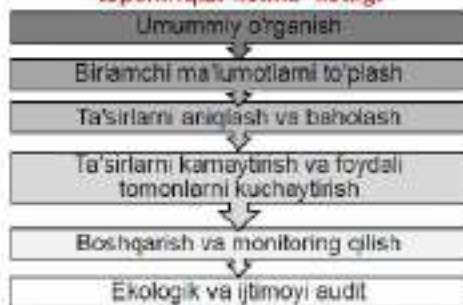 Umummiy o'rganish
Birlamchi ma'lumotlarni to'plash
Ta'sirlarni aniqlash va baholash
Ta'sirlarni kamaytirish va foydali
tomonlarni kuchaytirish
Boshqarish va monitoring qilish
Ekologik va ijtimoyi audit